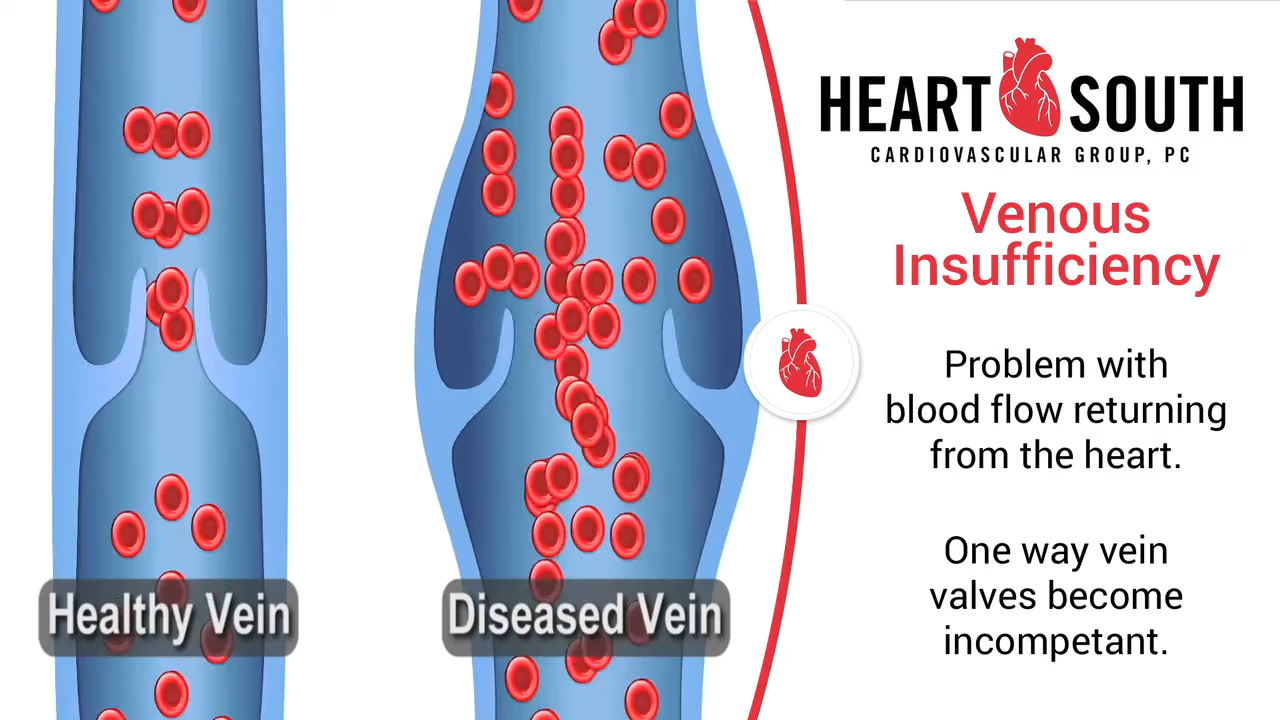 HEART SOUTH
CARDIOVASCULAR GROUP, PC
Venous
Insufficiency
Problem with
blood flow returning
from the heart.
One way vein
valves become
incompetant.
Healthy Vein
Diseased Vein